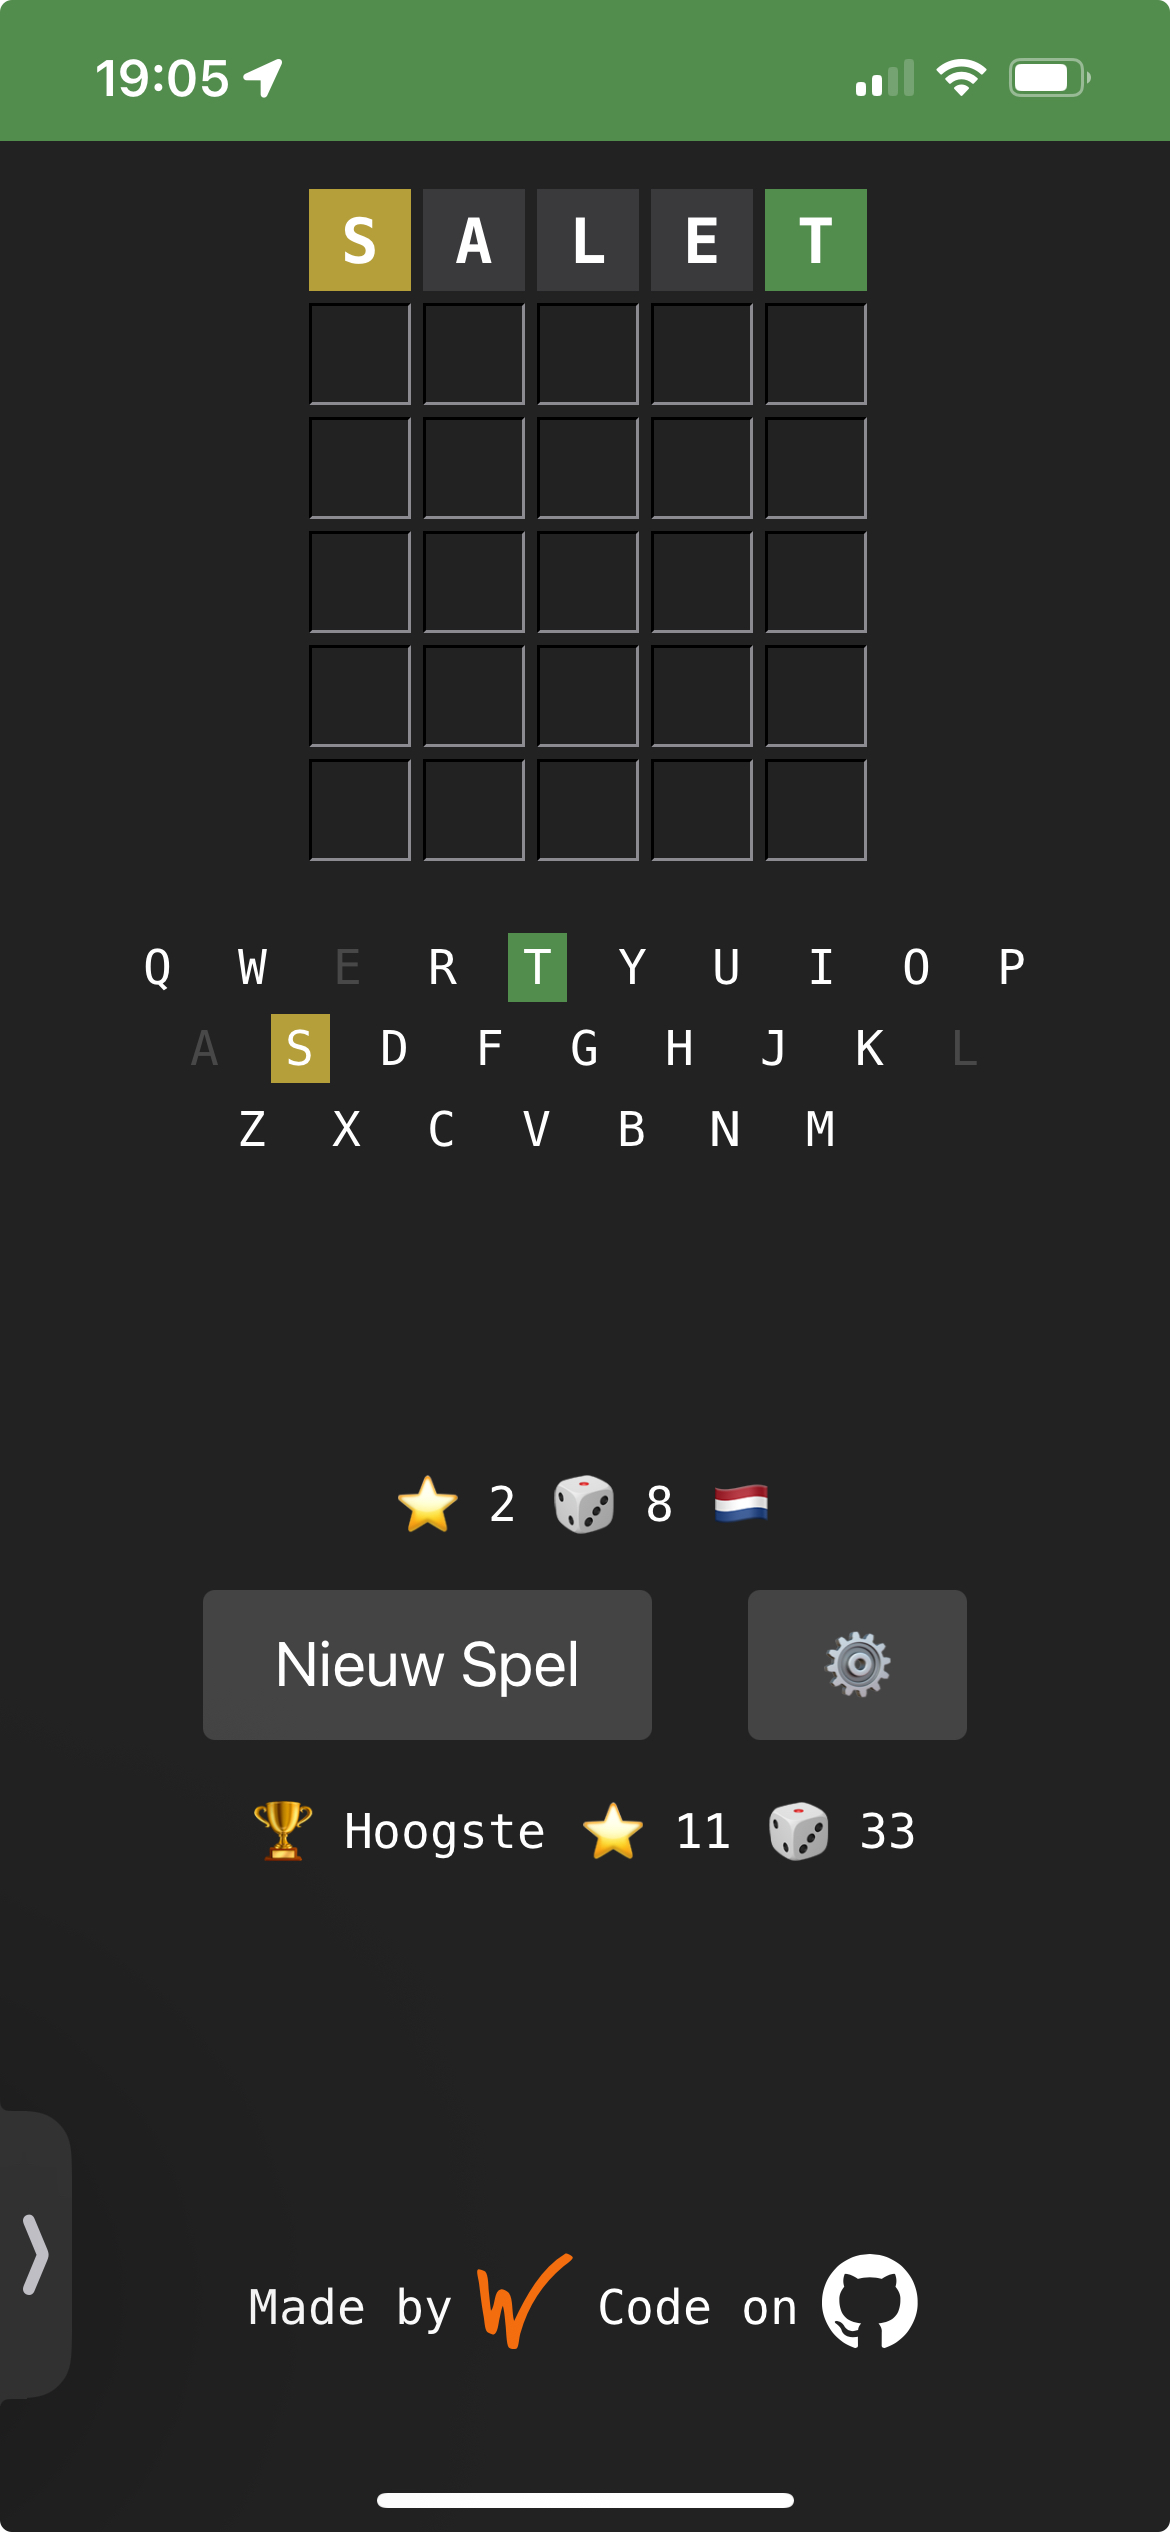 19:05
S A L E T
Q W E R T Y U I O P
A S D F G H J K L
Z X C V B N M
2 8
Nieuw Spel
Hoogste 11 33
Made by W Code on